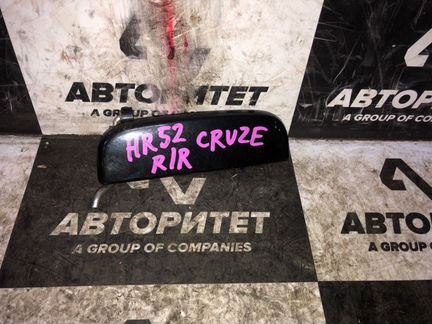 АВТОРИТЕТ
A GROUP OF COMPANIES
АВТОРИТЕТ
A GROUP OF COMPANIES
HR52 CRUZE
R/R
АВТОРИТЕТ
A GROUP OF COMPANIES
АВТОРИТЕТ
A GROUP OF COMPANIES